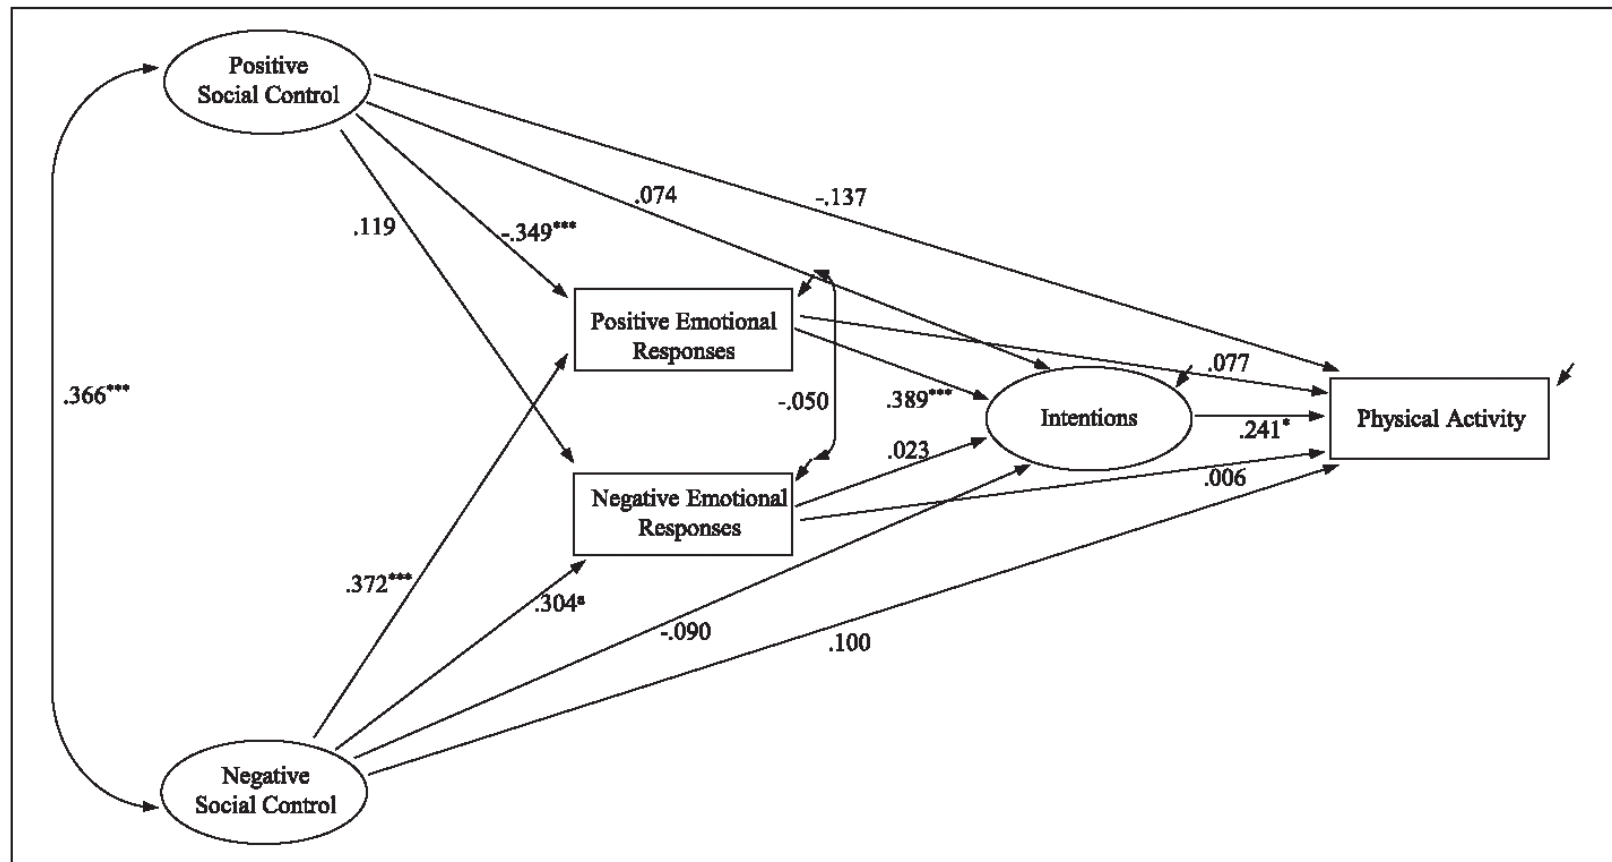 Positive
Social Control
.074
-.137
.119
-.349***
Positive Emotional
Responses
.077
.366***
-.050
.389***
Intentions
.241*
Physical Activity
.023
.006
Negative Emotional
Responses
.372***
.304ª
-.090
.100
Negative
Social Control